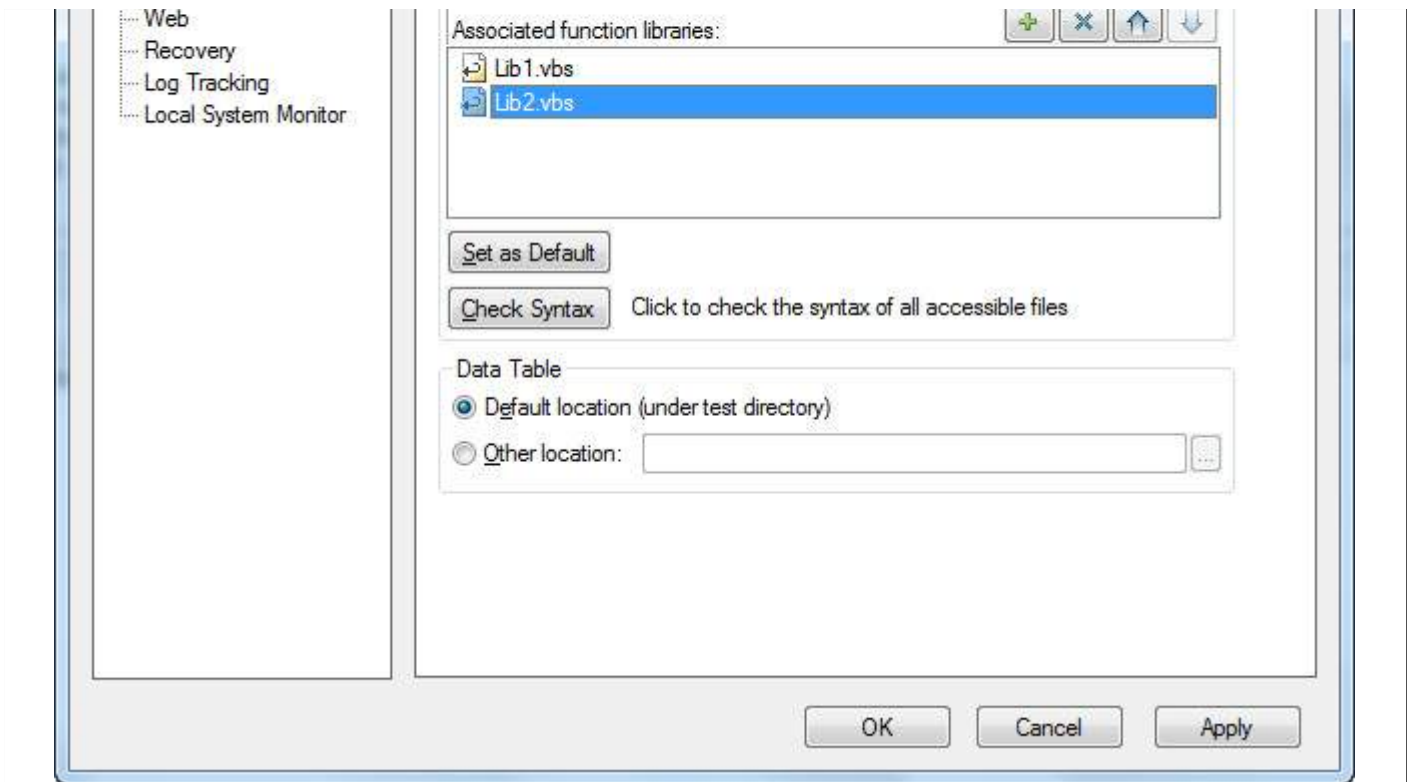 Web
Recovery
Log Tracking
Local System Monitor
Associated function libraries:
Lib1.vbs
Lib2.vbs
Set as Default
Check Syntax Click to check the syntax of all accessible files
Data Table
Default location (under test directory)
Other location: ...
OK Cancel Apply